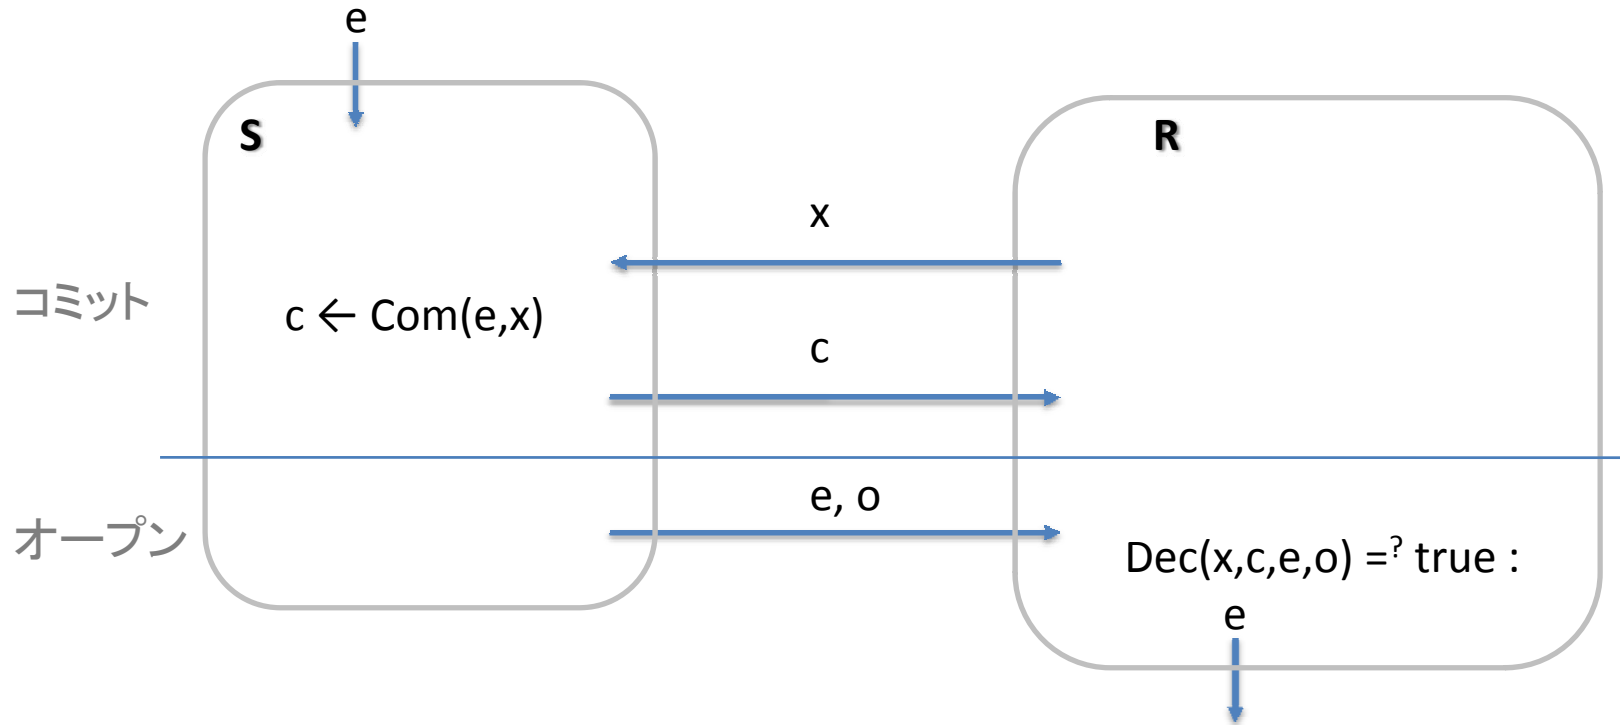 e
S
R
x
コミット
c ← Com(e,x)
c
e, o
オープン
Dec(x,c,e,o) =? true :
e